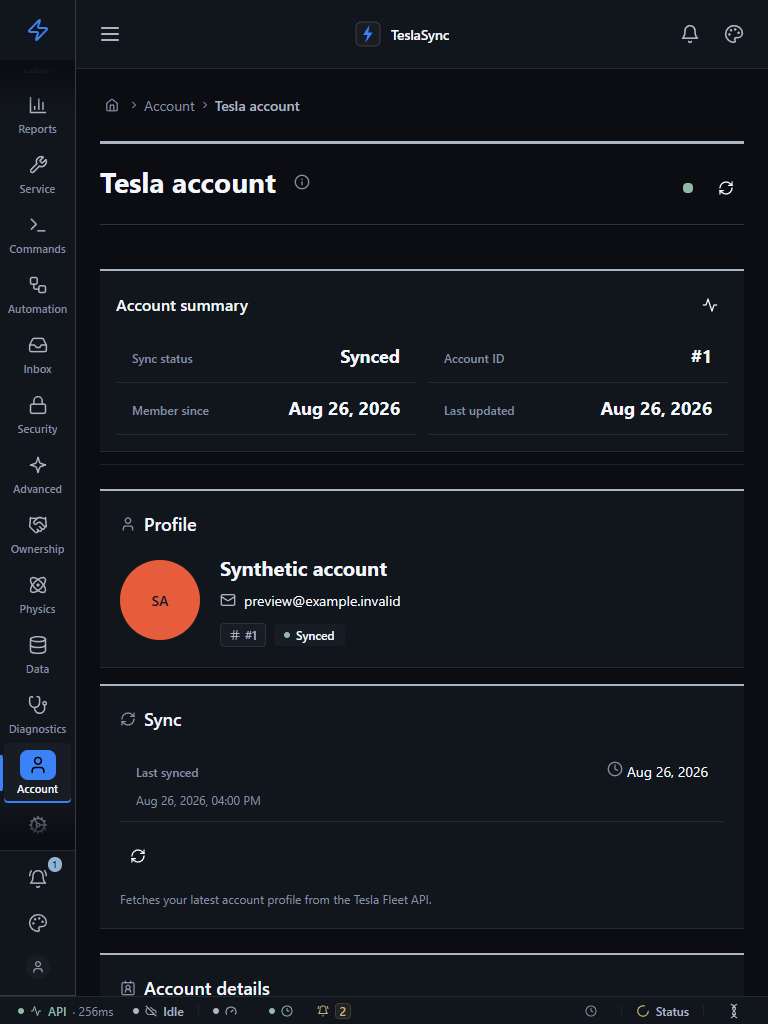 TeslaSync
Reports
Service
Commands
Automation
Inbox
Security
Advanced
Ownership
Physics
Data
Diagnostics
Account
1
Account
Tesla account
Tesla account
Account summary
Sync status
Synced
Account ID
#1
Member since
Aug 26, 2026
Last updated
Aug 26, 2026
Profile
SA
Synthetic account
preview@example.invalid
#1
Synced
Sync
Last synced
Aug 26, 2026
Aug 26, 2026, 04:00 PM
Fetches your latest account profile from the Tesla Fleet API.
Account details
API · 256ms
Idle
2
Status